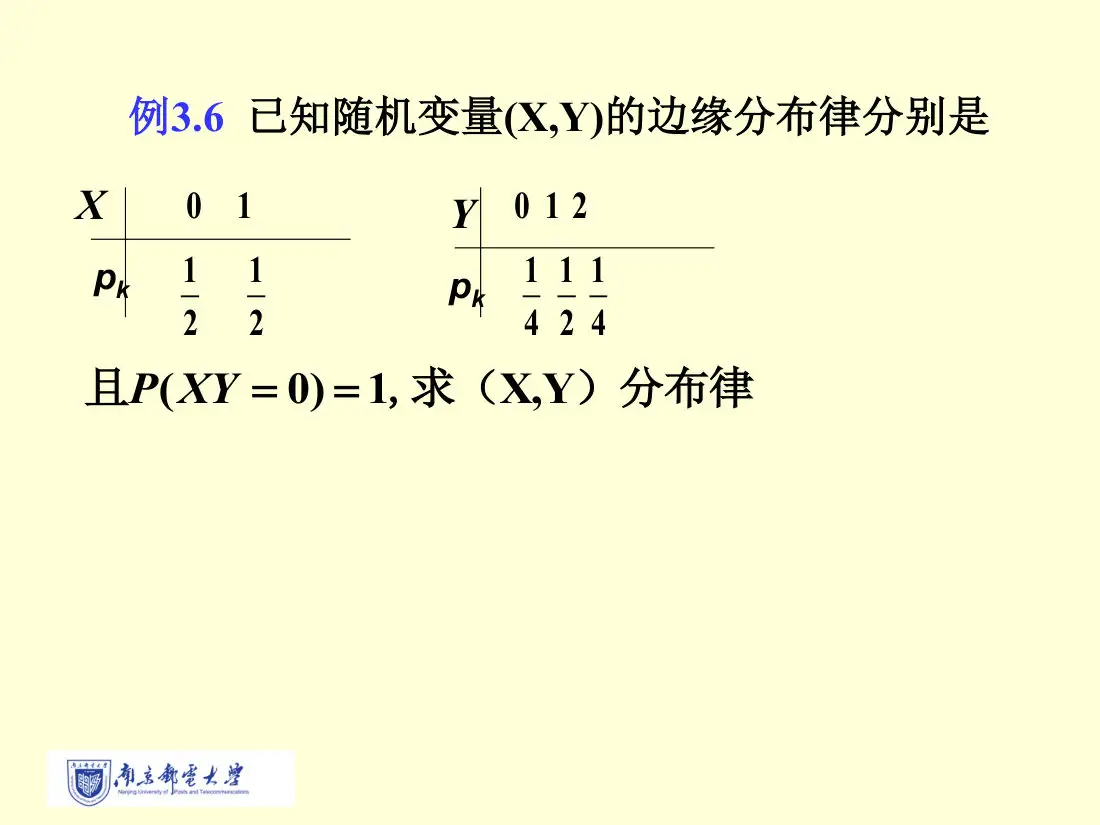 例3.6 已知随机变量(X,Y)的边缘分布律分别是
X 0 1
pk 1/2 1/2
Y 0 1 2
pk 1/4 1/2 1/4
且P(XY=0)=1,求（X,Y）分布律
南京邮电大学
Nanjing University of Posts and Telecommunications